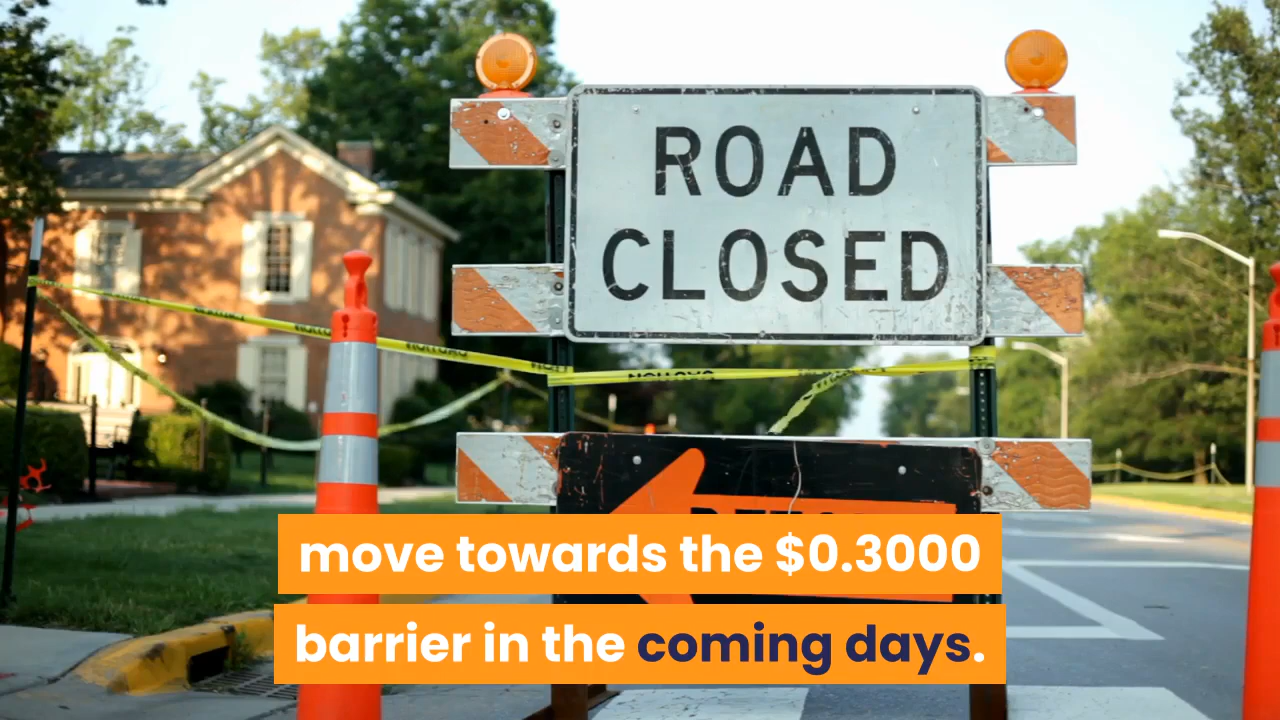 ROAD
CLOSED
move towards the $0.3000
barrier in the coming days.